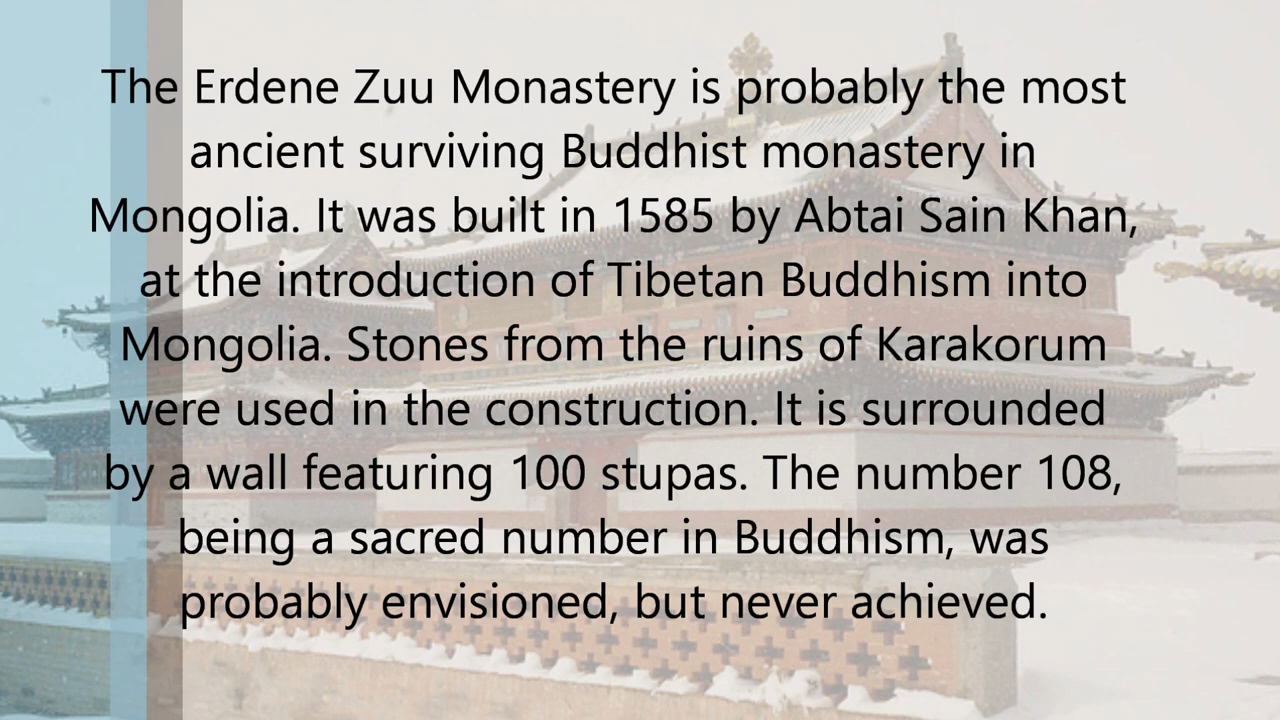 The Erdene Zuu Monastery is probably the most
ancient surviving Buddhist monastery in
Mongolia. It was built in 1585 by Abtai Sain Khan,
at the introduction of Tibetan Buddhism into
Mongolia. Stones from the ruins of Karakorum
were used in the construction. It is surrounded
by a wall featuring 100 stupas. The number 108,
being a sacred number in Buddhism, was
probably envisioned, but never achieved.